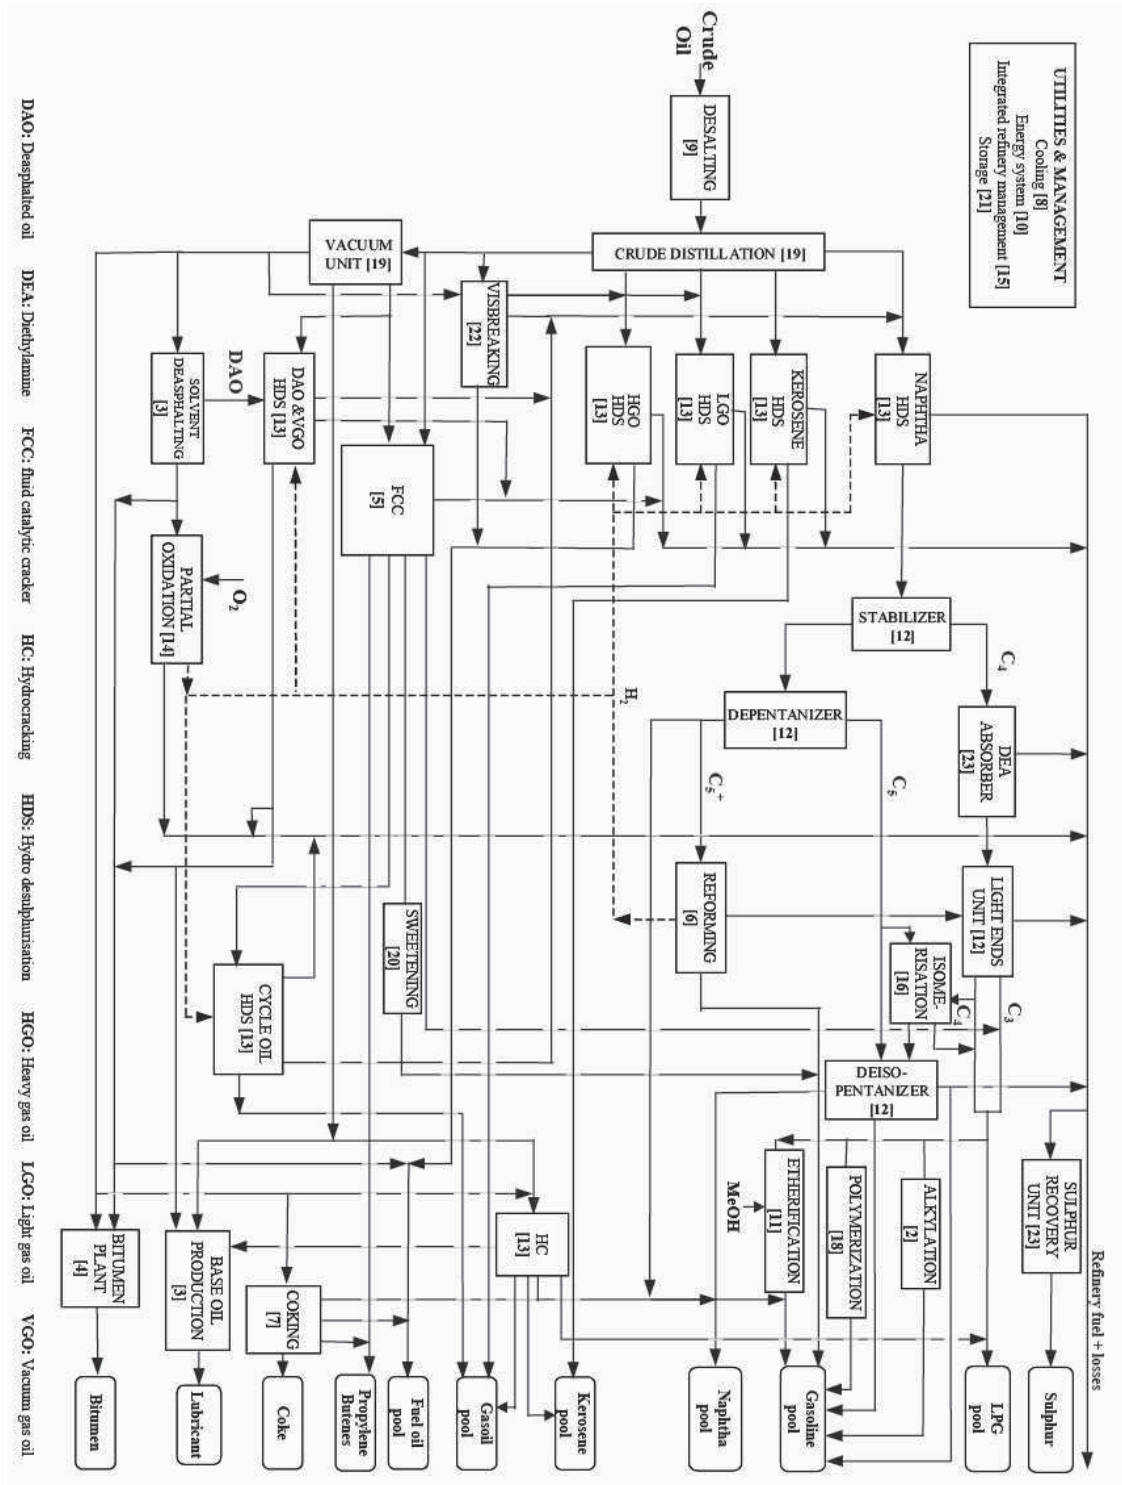 UTILITIES & MANAGEMENT
Cooling [8]
Energy system [10]
Integrated refinery management [15]
Storage [21]
Crude
Oil
DESALTING
[9]
CRUDE DISTILLATION [19]
VACUUM
UNIT [19]
VISBREAKING
[22]
NAPHTHA
HDS
[13]
KEROSENE
HDS
[13]
LGO
HDS
[13]
HGO
HDS
[13]
DAO & VGO
HDS [13]
DAO
SOLVENT
DEASPHALTING
[3]
FCC
[5]
PARTIAL
OXIDATION [14]
O₂
H₂
STABILIZER
[12]
C₄
DEA
ABSORBER
[23]
DEPENTANIZER
[12]
C₅
C₅⁺
REFORMING
[6]
LIGHT ENDS
UNIT [12]
C₃
C₄
ISOME-
RISATION
[16]
SWEETENING
[20]
CYCLE OIL
HDS [13]
DEISO-
PENTANIZER
[12]
SULPHUR
RECOVERY
UNIT [23]
ALKYLATION
[2]
POLYMERIZATION
[18]
ETHERIFICATION
[11]
MeOH
HC
[13]
COKING
[7]
BASE OIL
PRODUCTION
[3]
BITUMEN
PLANT
[4]
Refinery fuel + losses
Sulphur
LPG
pool
Gasoline
pool
Naphtha
pool
Kerosene
pool
Gasoil
pool
Fuel oil
pool
Propylene
Butenes
Coke
Lubricant
Bitumen
DAO: Deasphalted oil DEA: Diethylamine FCC: fluid catalytic cracker HC: Hydrocracking HDS: Hydro desulphurisation HGO: Heavy gas oil LGO: Light gas oil VGO: Vacuum gas oil